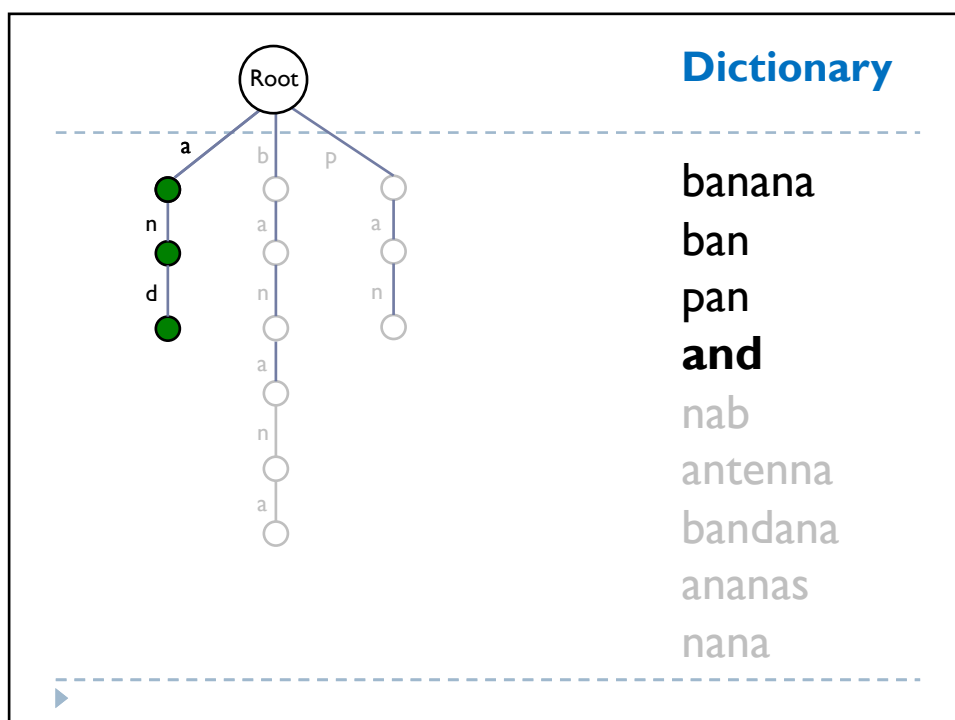 Root
Dictionary
a
b
p
n
a
a
d
n
n
a
n
a
banana
ban
pan
and
nab
antenna
bandana
ananas
nana